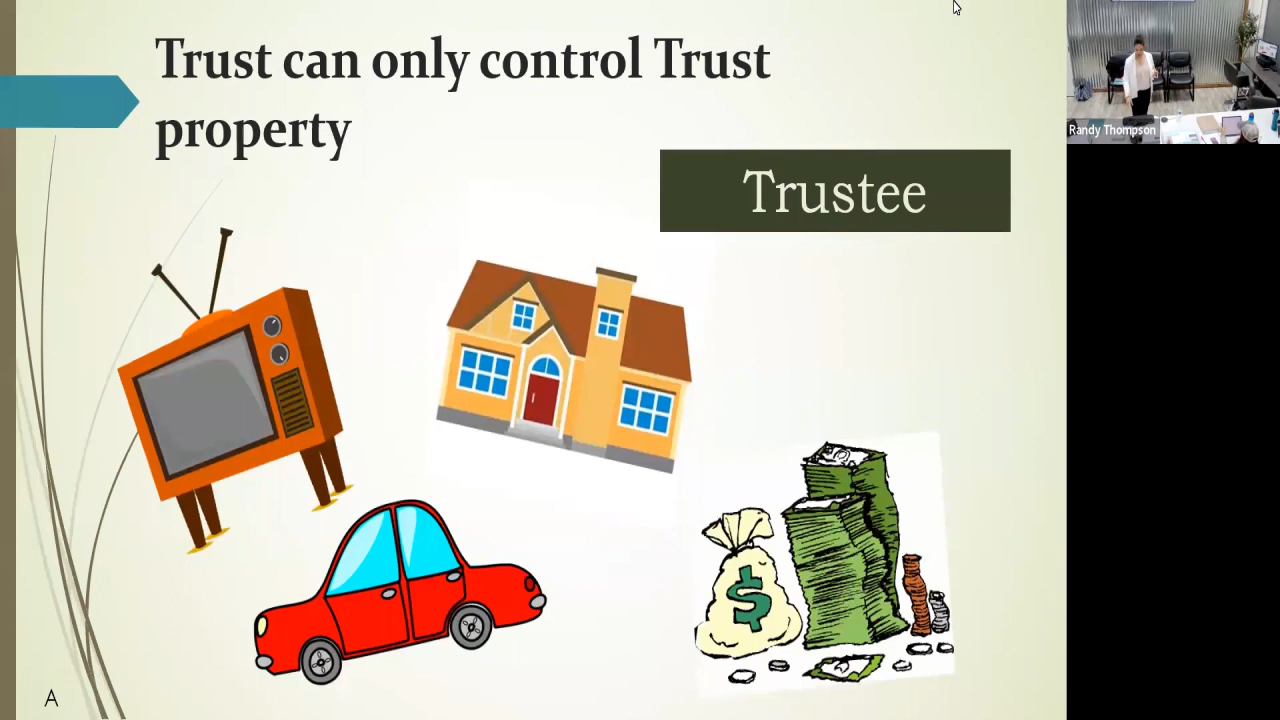 Trust can only control Trust
property
Trustee
$
A
Randy Thompson